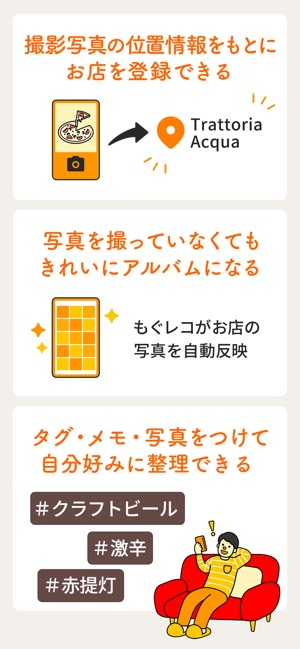 撮影写真の位置情報をもとに
お店を登録できる
Trattoria
Acqua
写真を撮っていなくても
きれいにアルバムになる
もぐレコがお店の
写真を自動反映
タグ・メモ・写真をつけて
自分好みに整理できる
#クラフトビール
#激辛
#赤提灯